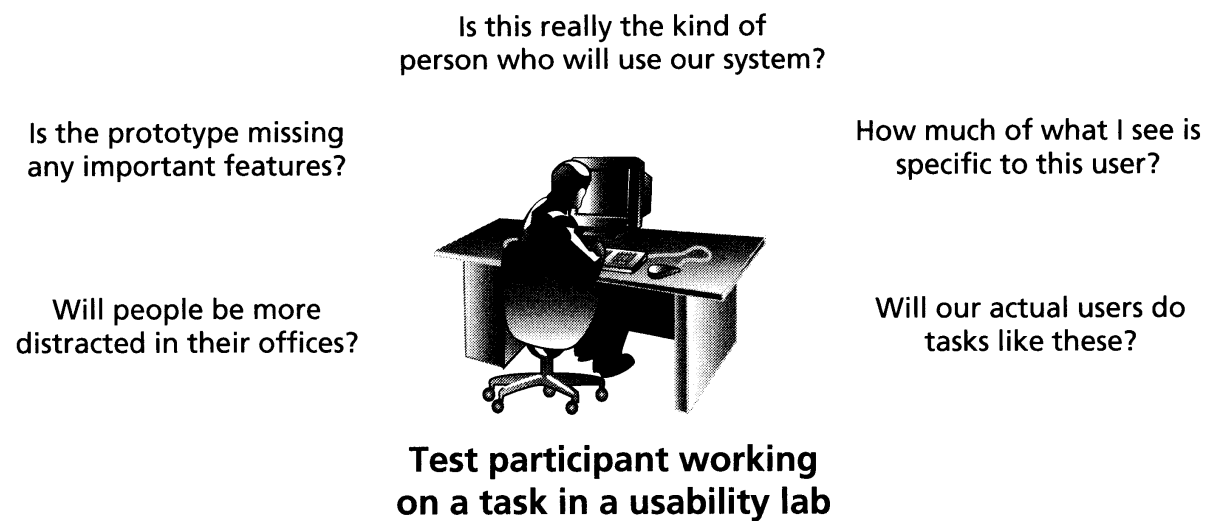 Is this really the kind of
person who will use our system?
Is the prototype missing
any important features?
How much of what I see is
specific to this user?
Will people be more
distracted in their offices?
Will our actual users do
tasks like these?
Test participant working
on a task in a usability lab